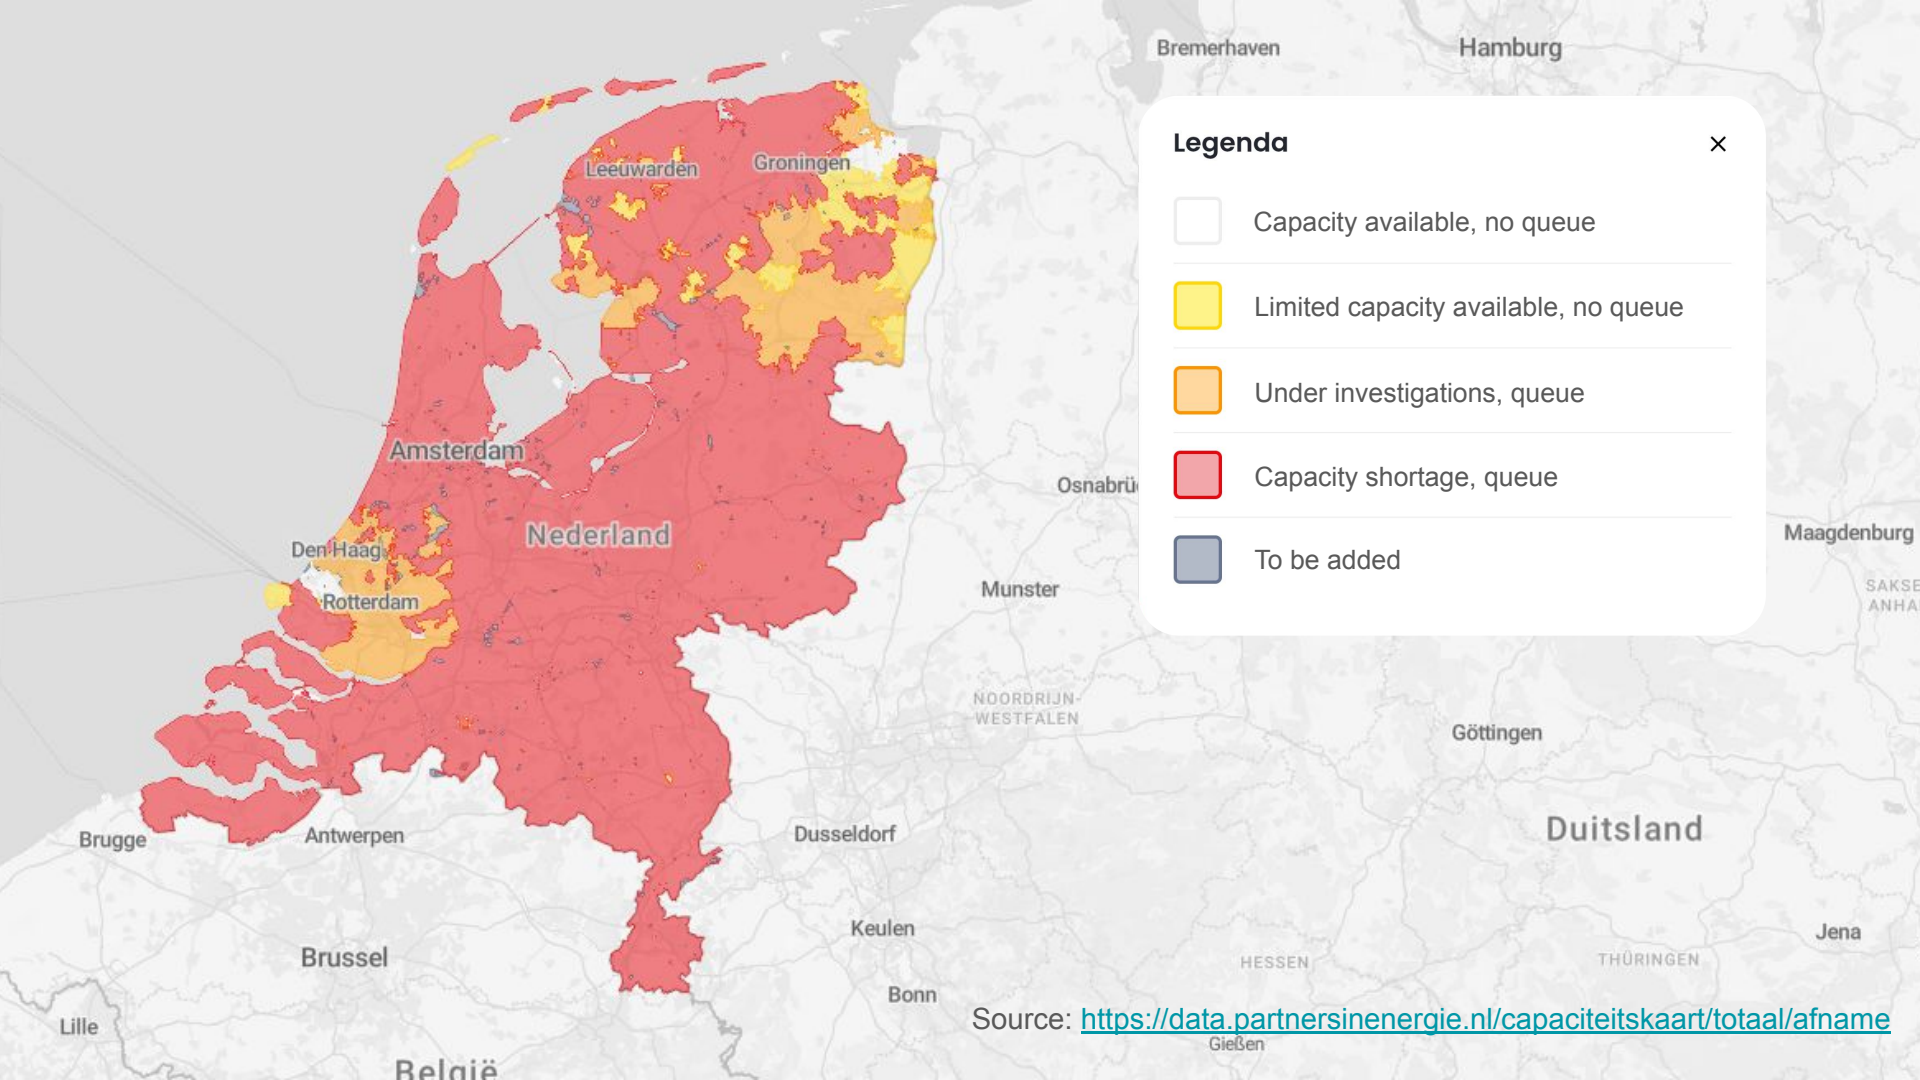 Bremerhaven
Hamburg
Legenda
Leeuwarden
Groningen
Capacity available, no queue
Limited capacity available, no queue
Under investigations, queue
Amsterdam
Capacity shortage, queue
Osnabrü
Nederland
Maagdenburg
Den Haag
To be added
Munster
SAKSE
ANHA
Rotterdam
NOORDRIJN-
WESTFALEN
Göttingen
Brugge
Antwerpen
Dusseldorf
Duitsland
Keulen
Jena
Brussel
HESSEN
THÜRINGEN
Bonn
Lille
Source: https://data.partnersinenergie.nl/capaciteitskaart/totaal/afname
Gießen
België